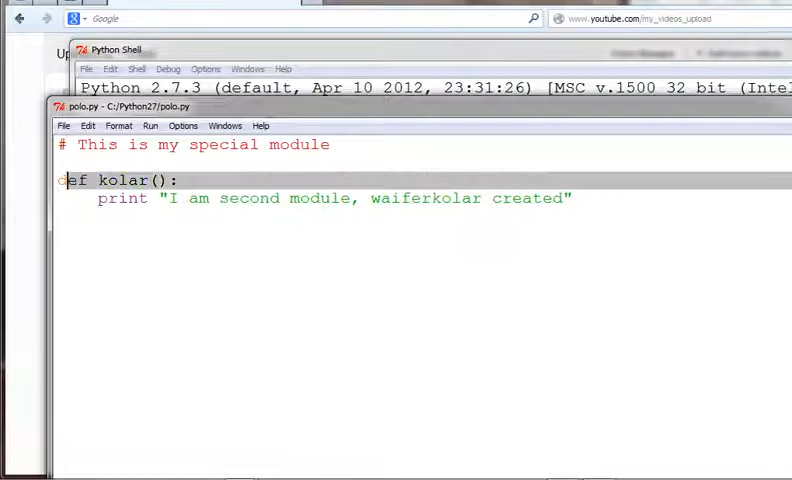 Google
www.youtube.com/my_videos_upload
Python Shell
File Edit Shell Debug Options Windows Help
Python 2.7.3 (default, Apr 10 2012, 23:31:26) [MSC v.1500 32 bit (Inte
polo.py - C:/Python27/polo.py
File Edit Format Run Options Windows Help
# This is my special module
def kolar():
print "I am second module, waiferkolar created"